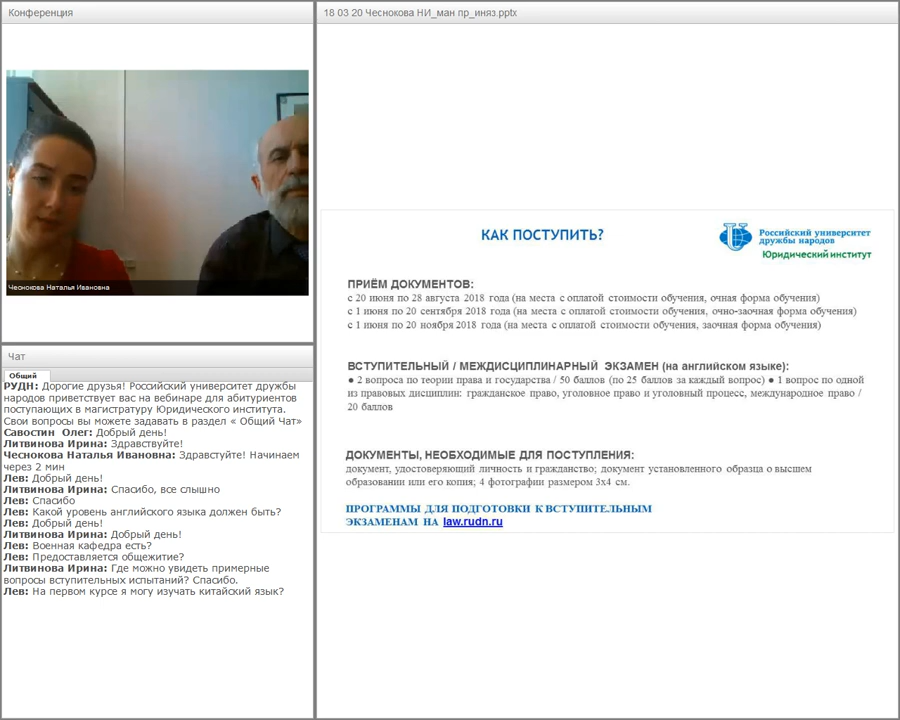 Конференция
Чеснокова Наталья Ивановна
Чат
Общий
РУДН: Дорогие друзья! Российский университет дружбы
народов приветствует вас на вебинаре для абитуриентов
поступающих в магистратуру Юридического института.
Свои вопросы вы можете задавать в раздел « Общий Чат»
Савостин Олег: Добрый день!
Литвинова Ирина: Здравствуйте!
Чеснокова Наталья Ивановна: Здравстуйте! Начинаем
через 2 мин
Лев: Добрый день!
Литвинова Ирина: Спасибо, все слышно
Лев: Спасибо
Лев: Какой уровень английского языка должен быть?
Лев: Добрый день!
Литвинова Ирина: Добрый день!
Лев: Военная кафедра есть?
Лев: Предоставляется общежитие?
Литвинова Ирина: Где можно увидеть примерные
вопросы вступительных испытаний? Спасибо.
Лев: На первом курсе я могу изучать китайский язык?
18 03 20 Чеснокова НИ_ман пр_иняз.pptx
КАК ПОСТУПИТЬ?
Российский университет
дружбы народов
Юридический институт
ПРИЁМ ДОКУМЕНТОВ:
с 20 июня по 28 августа 2018 года (на места с оплатой стоимости обучения, очная форма обучения)
с 1 июня по 20 сентября 2018 года (на места с оплатой стоимости обучения, очно-заочная форма обучения)
с 1 июня по 20 ноября 2018 года (на места с оплатой стоимости обучения, заочная форма обучения)
ВСТУПИТЕЛЬНЫЙ / МЕЖДИСЦИПЛИНАРНЫЙ ЭКЗАМЕН (на английском языке):
● 2 вопроса по теории права и государства / 50 баллов (по 25 баллов за каждый вопрос) ● 1 вопрос по одной
из правовых дисциплин: гражданское право, уголовное право и уголовный процесс, международное право /
20 баллов
ДОКУМЕНТЫ, НЕОБХОДИМЫЕ ДЛЯ ПОСТУПЛЕНИЯ:
документ, удостоверяющий личность и гражданство; документ установленного образца о высшем
образовании или его копия; 4 фотографии размером 3x4 см.
ПРОГРАММЫ ДЛЯ ПОДГОТОВКИ К ВСТУПИТЕЛЬНЫМ
ЭКЗАМЕНАМ НА law.rudn.ru